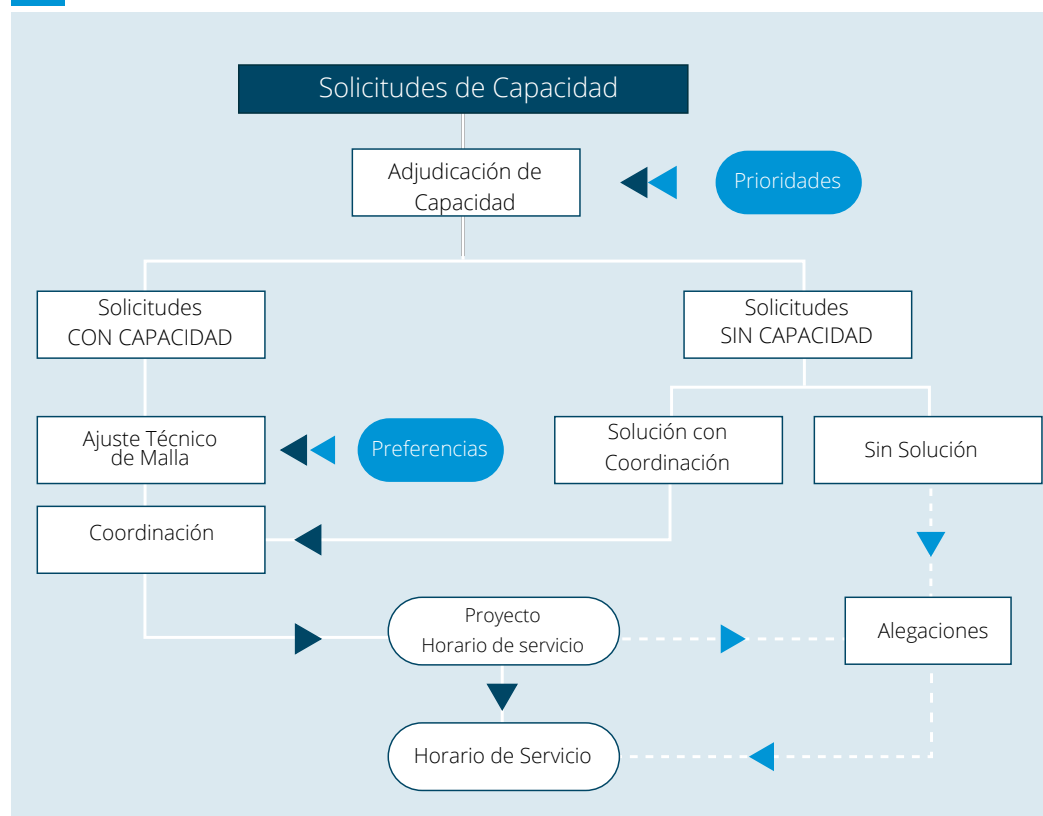 Solicitudes de Capacidad
Adjudicación de
Capacidad
Prioridades
Solicitudes
CON CAPACIDAD
Solicitudes
SIN CAPACIDAD
Ajuste Técnico
de Malla
Preferencias
Solución con
Coordinación
Sin Solución
Coordinación
Proyecto
Horario de servicio
Alegaciones
Horario de Servicio